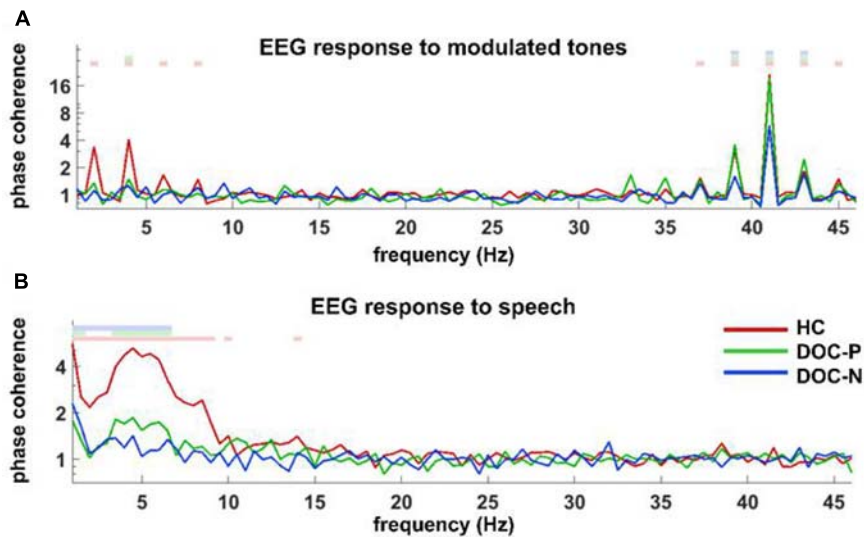 A
EEG response to modulated tones
phase coherence
16
8
4
2
1
5 10 15 20 25 30 35 40 45
frequency (Hz)
B
EEG response to speech
HC
DOC-P
DOC-N
phase coherence
4
2
1
5 10 15 20 25 30 35 40 45
frequency (Hz)